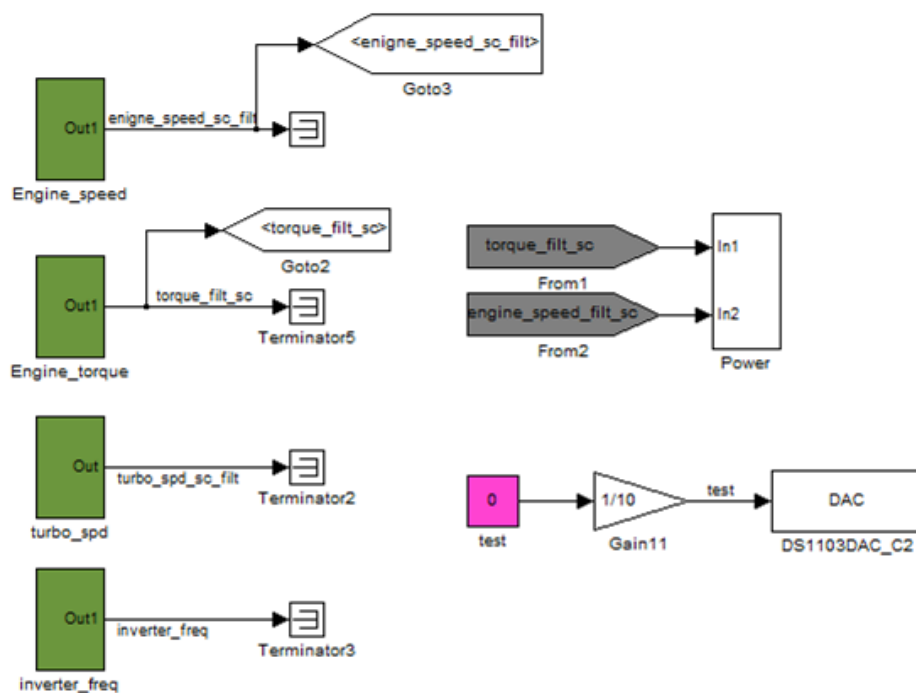 <enigne_speed_sc_filt>
Goto3
Out1
enigne_speed_sc_filt
Engine_speed
<torque_filt_sc>
Goto2
Out1
torque_filt_sc
Terminator5
Engine_torque
torque_filt_sc
From1
In1
engine_speed_filt_sc
From2
In2
Power
Out
turbo_spd_sc_filt
Terminator2
turbo_spd
0
test
1/10
Gain11
test
DAC
DS1103DAC_C2
Out1
inverter_freq
Terminator3
inverter_freq